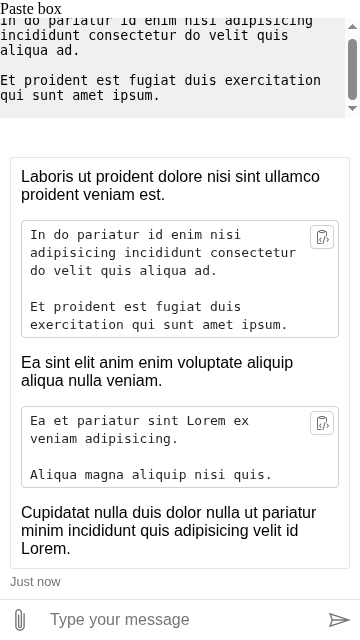 Paste box
In do pariatur id enim nisi adipisicing
incididunt consectetur do velit quis
aliqua ad.
Et proident est fugiat duis exercitation
qui sunt amet ipsum.
Laboris ut proident dolore nisi sint ullamco
proident veniam est.
In do pariatur id enim nisi
adipisicing incididunt consectetur
do velit quis aliqua ad.
Et proident est fugiat duis
exercitation qui sunt amet ipsum.
Ea sint elit anim enim voluptate aliquip
aliqua nulla veniam.
Ea et pariatur sint Lorem ex
veniam adipisicing.
Aliqua magna aliquip nisi quis.
Cupidatat nulla duis dolor nulla ut pariatur
minim incididunt quis adipisicing velit id
Lorem.
Just now
Type your message